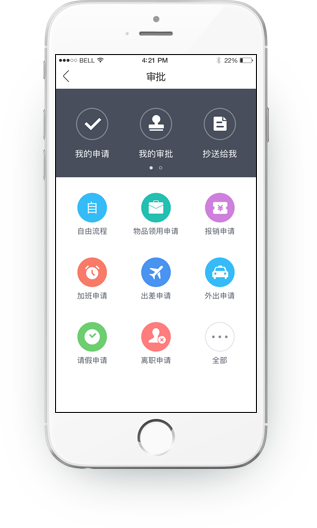 ●●●○○ BELL 4:21 PM 22%
审批
我的申请 我的审批 抄送给我
自由流程 物品领用申请 报销申请
加班申请 出差申请 外出申请
请假申请 离职申请 全部